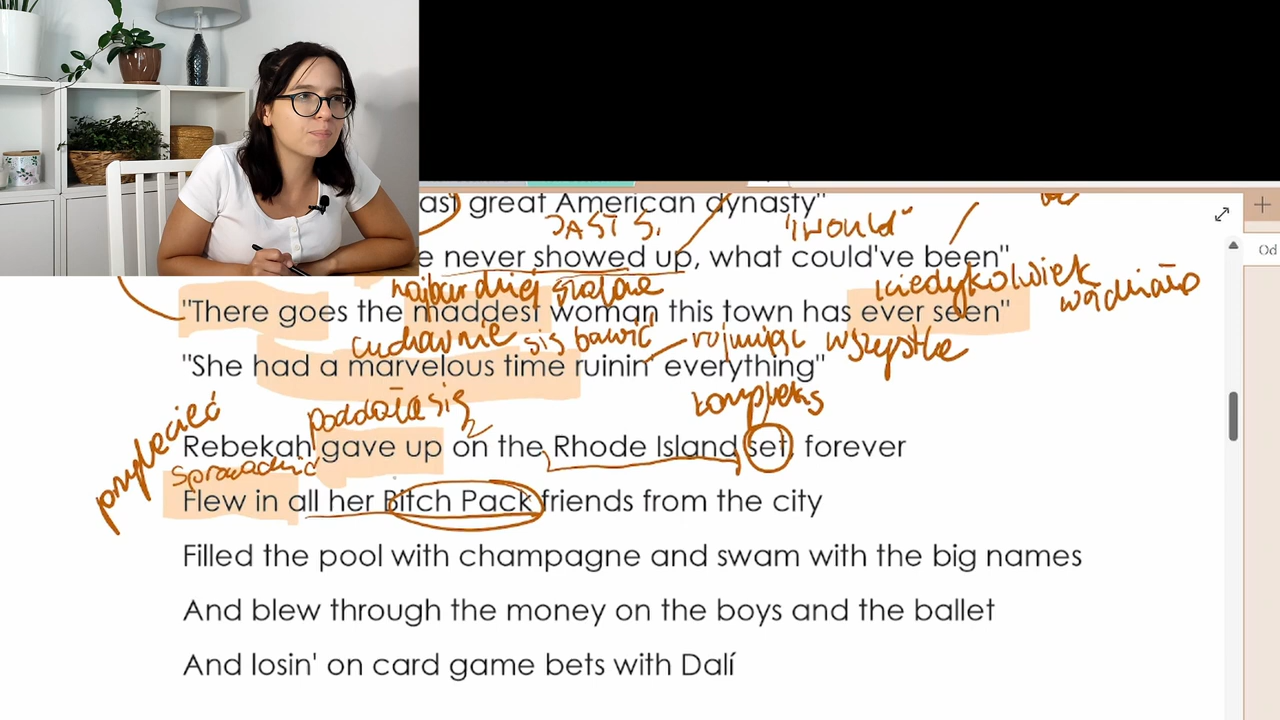 ast great American dynasty"
PAST S. "I WOULD"
e never showed up, what could've been"
najbardziej szaloną kiedykolwiek widziało
"There goes the maddest woman this town has ever seen"
cudownie się bawić rujnując wszystko
"She had a marvelous time ruinin' everything"
poddała się kompleks
Rebekah gave up on the Rhode Island set, forever
przylecieć sprowadzić
Flew in all her Bitch Pack friends from the city
Filled the pool with champagne and swam with the big names
And blew through the money on the boys and the ballet
And losin' on card game bets with Dalí
Od